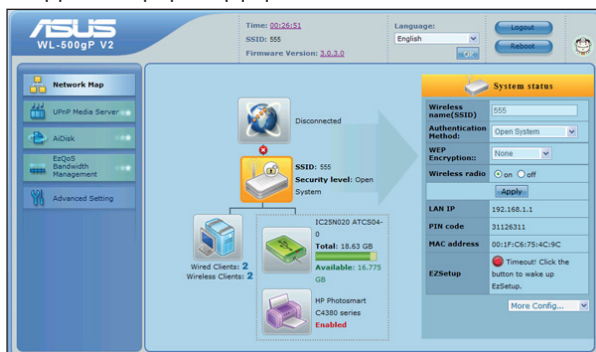 ASUS
WL-500gP V2
Time: 00:26:51
SSID: 555
Firmware Version: 3.0.3.0
Language:
English
OK
Logout
Reboot
Network Map
UPnP Media Server
AiDisk
EzQoS
Bandwidth
Management
Advanced Setting
Disconnected
SSID: 555
Security level: Open
System
Wired Clients: 2
Wireless Clients: 2
IC25N020 ATCS04-
0
Total: 18.63 GB
Available: 16.775
GB
HP Photosmart
C4380 series
Enabled
System status
Wireless
name(SSID)
555
Authentication
Method:
Open System
WEP
Encryption::
None
Wireless radio
on off
Apply
LAN IP
192.168.1.1
PIN code
31126311
MAC address
00:1F:C6:75:4C:9C
EZSetup
Timeout! Click the
button to wake up
EzSetup.
More Config...